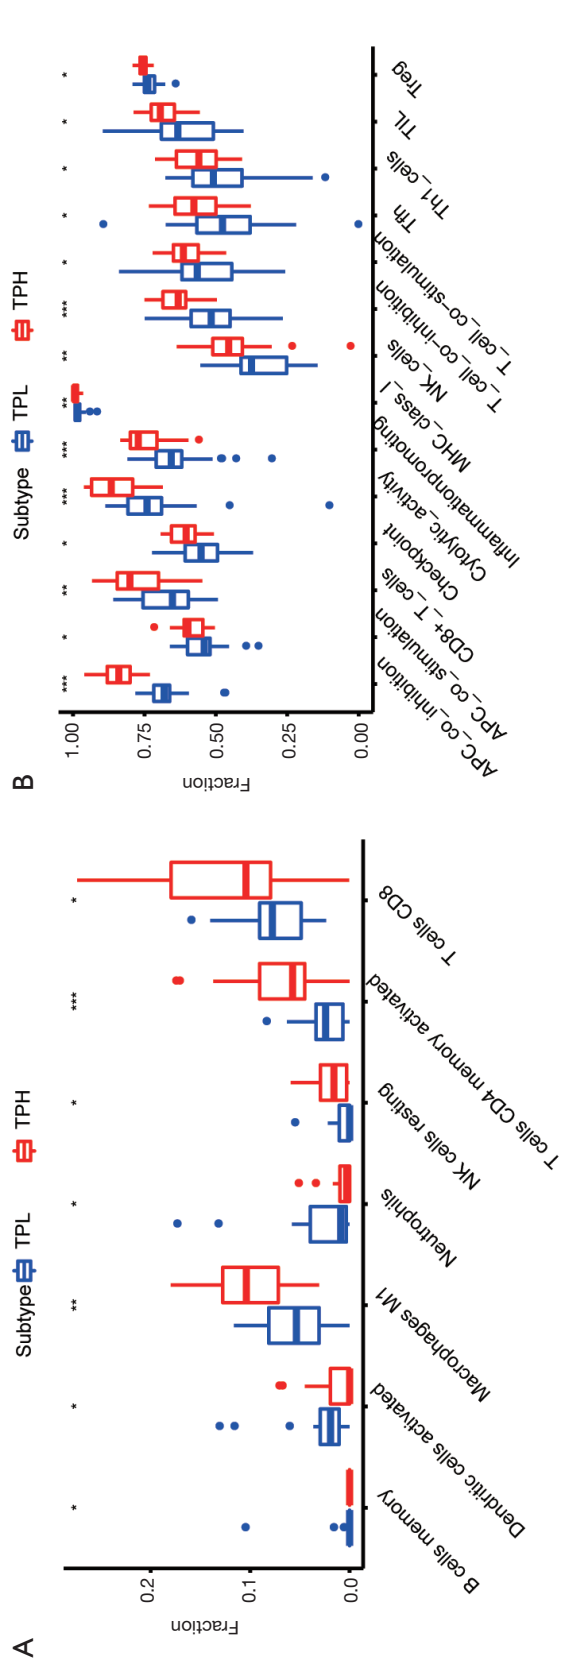 A
Subtype TPL TPH
Fraction
0.2
0.1
0.0
* * ** * * *** *
B cells memory
Dendritic cells activated
Macrophages M1
Neutrophils
NK cells resting
T cells CD4 memory activated
T cells CD8
B
Subtype TPL TPH
Fraction
1.00
0.75
0.50
0.25
0.00
*** * ** * *** *** ** ** *** * * * * *
APC_co_inhibition
APC_co_stimulation
CD8+_T_cells
Checkpoint
Cytolytic_activity
Inflammationpromoting
MHC_class_I
NK_cells
T_cell_co-inhibition
T_cell_co-stimulation
Tfh
Th1_cells
TIL
Treg